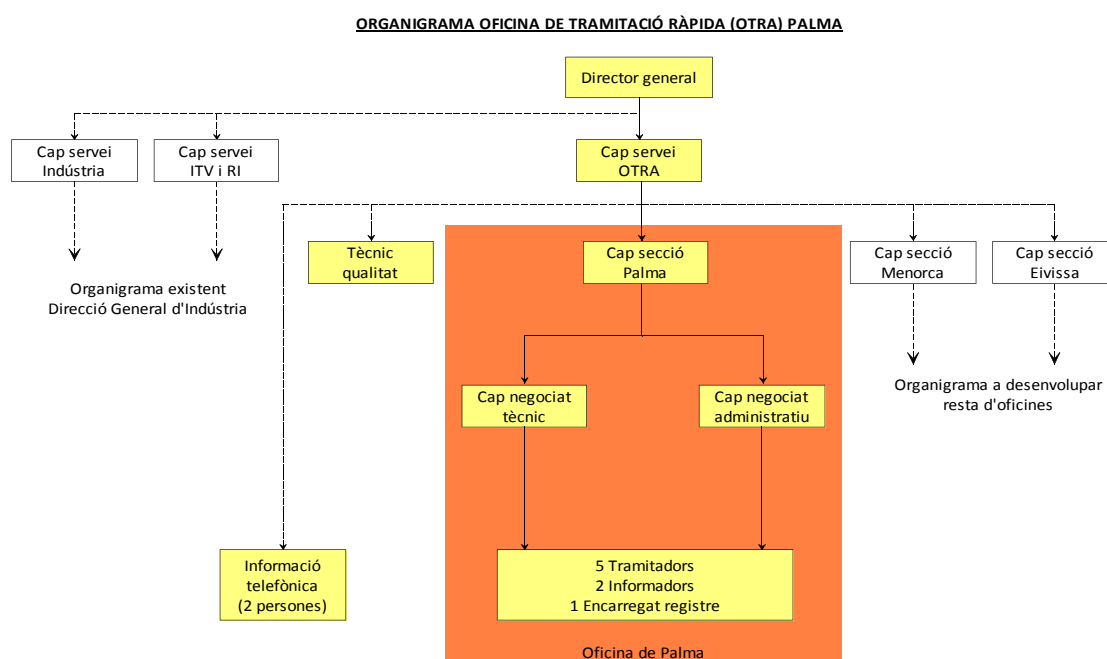 ORGANIGRAMA OFICINA DE TRAMITACIÓ RÀPIDA (OTRA) PALMA
Director general
Cap servei
Indústria
Cap servei
ITV i RI
Cap servei
OTRA
Organigrama existent
Direcció General d'Indústria
Tècnic
qualitat
Cap secció
Palma
Cap secció
Menorca
Cap secció
Eivissa
Cap negociat
tècnic
Cap negociat
administratiu
Organigrama a desenvolupar
resta d'oficines
Informació
telefònica
(2 persones)
5 Tramitadors
2 Informadors
1 Encarregat registre
Oficina de Palma